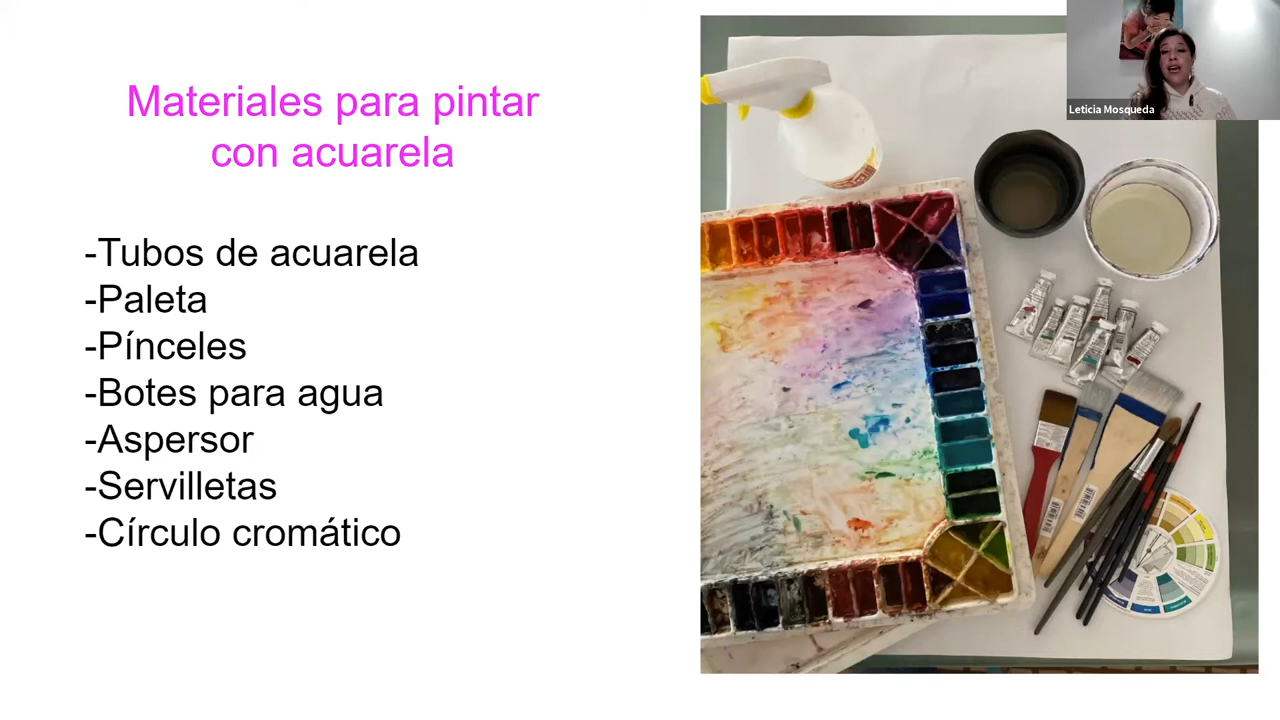 Materiales para pintar
con acuarela
-Tubos de acuarela
-Paleta
-Pínceles
-Botes para agua
-Aspersor
-Servilletas
-Círculo cromático
Leticia Mosqueda